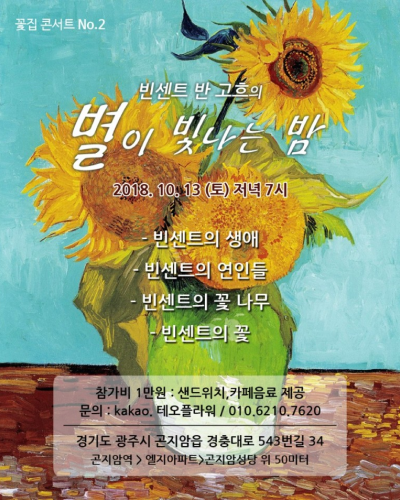 꽃집 콘서트 No.2
빈센트 반 고흐의
별이 빛나는 밤
2018. 10. 13 (토) 저녁 7시
- 빈센트의 생애
- 빈센트의 연인들
- 빈센트의 꽃 나무
- 빈센트의 꽃
참가비 1만원 : 샌드위치,카페음료 제공
문의 : kakao. 테오플라워 / 010.6210.7620
경기도 광주시 곤지암읍 경충대로 543번길 34
곤지암역 > 엘지아파트>곤지암성당 위 50미터